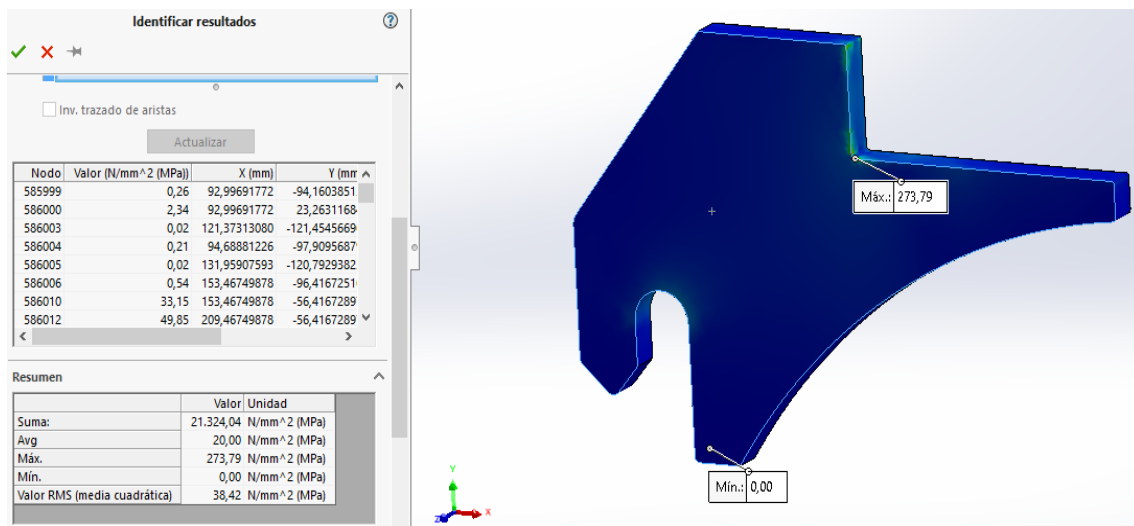 Identificar resultados
Inv. trazado de aristas
Actualizar
Nodo Valor (N/mm^2 (MPa)) X (mm) Y (mm
585999 0,26 92,99691772 -94,1603851
586000 2,34 92,99691772 23,2631168
586003 0,02 121,37313080 -121,4545669
586004 0,21 94,68881226 -97,9095687
586005 0,02 131,95907593 -120,7929382
586006 0,54 153,46749878 -96,4167251
586010 33,15 153,46749878 -56,4167289
586012 49,85 209,46749878 -56,4167289
Resumen
Valor Unidad
Suma: 21.324,04 N/mm^2 (MPa)
Avg 20,00 N/mm^2 (MPa)
Máx. 273,79 N/mm^2 (MPa)
Mín. 0,00 N/mm^2 (MPa)
Valor RMS (media cuadrática) 38,42 N/mm^2 (MPa)
Máx.: 273,79
Mín.: 0,00
Y
Z
X